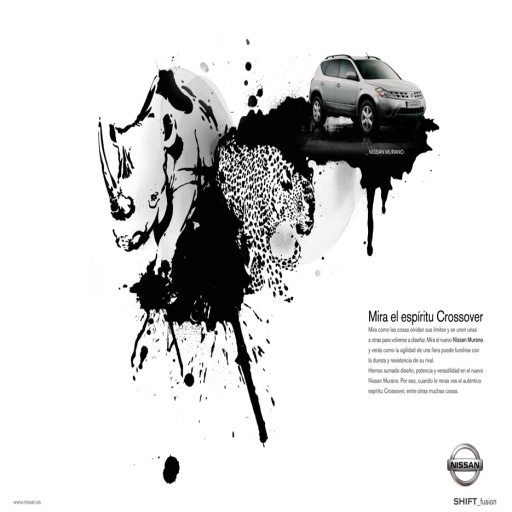 NISSAN MURANO
Mira el espíritu Crossover
Mira como las cosas olvidan sus límites y se unen unas
a otras para volverse a diseñar. Mira el nuevo Nissan Murano
y verás como la agilidad de una fiera puede fundirse con
la dureza y resistencia de su rival.
Hemos sumado diseño, potencia y versatilidad en el nuevo
Nissan Murano. Por eso, cuando lo miras ves el auténtico
espíritu Crossover, entre otras muchas cosas.
NISSAN
www.nissan.es
SHIFT_fusion